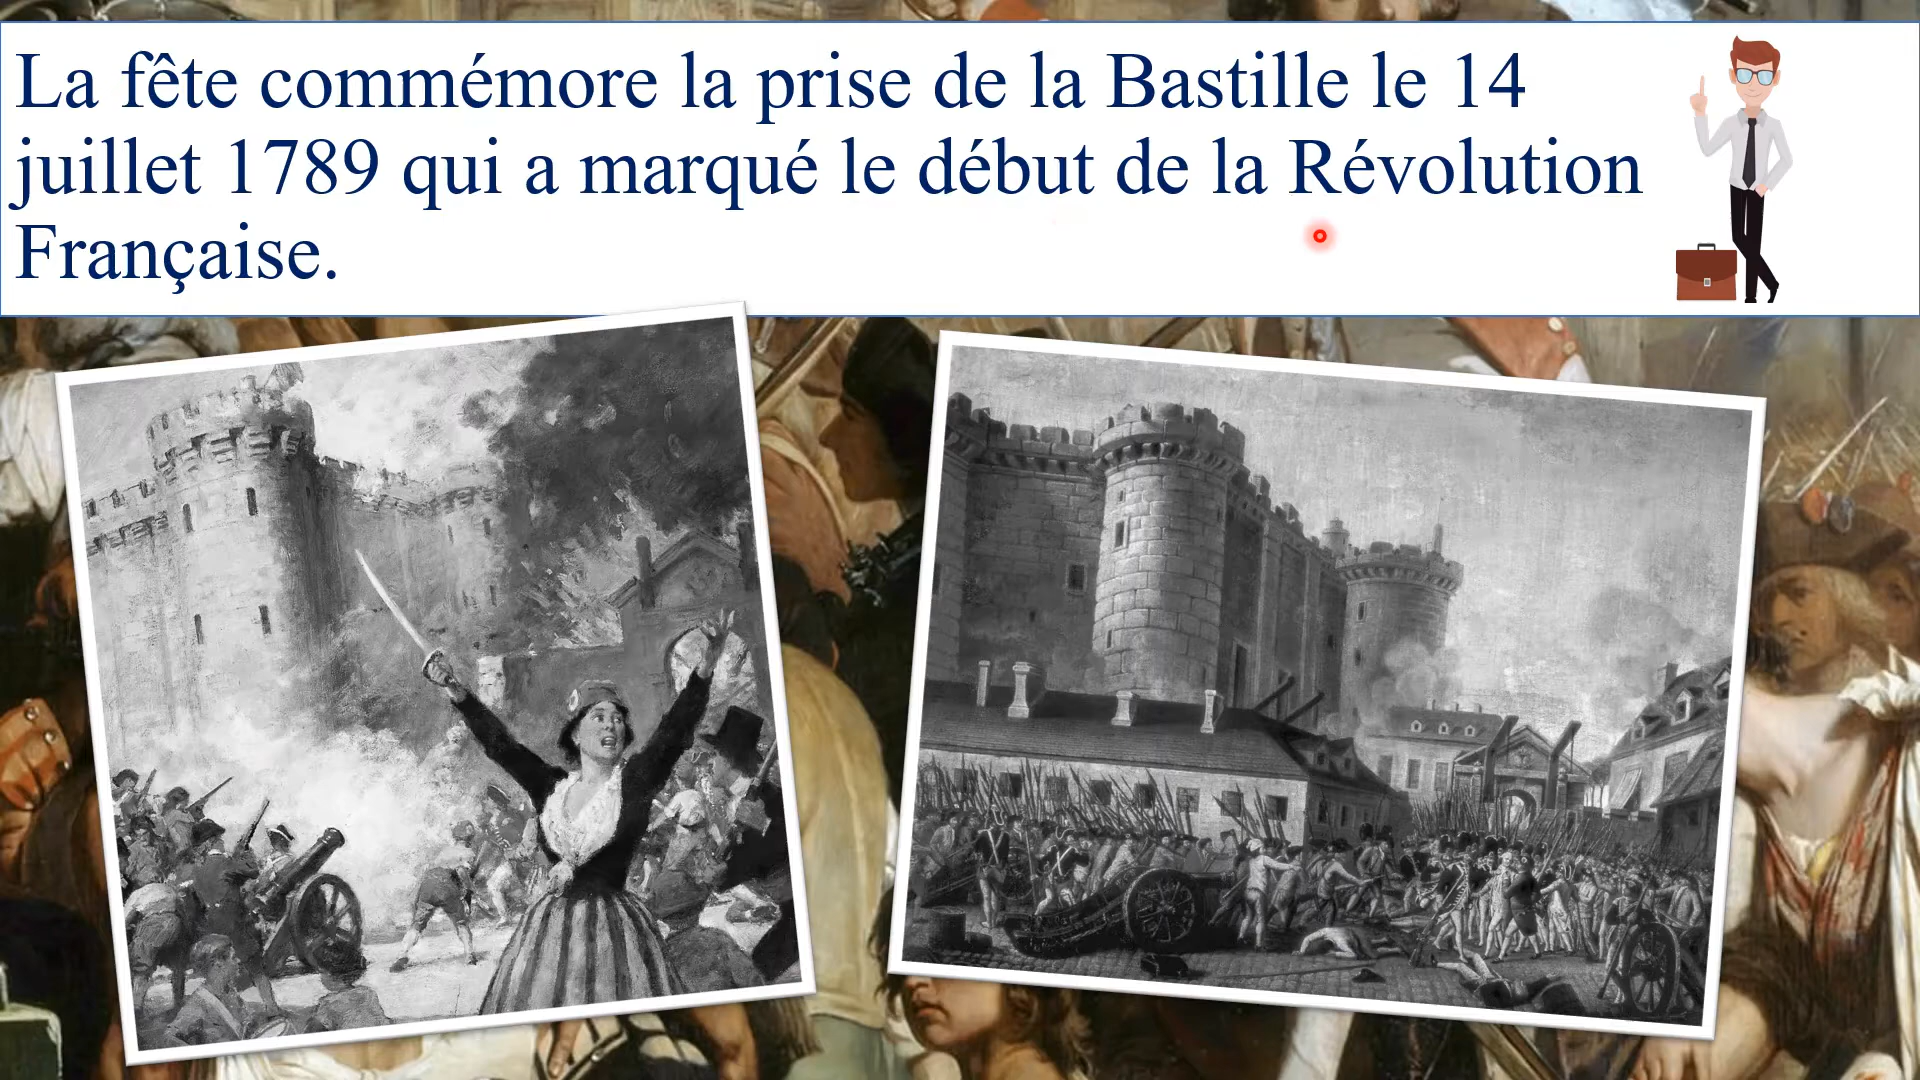 La fête commémore la prise de la Bastille le 14
juillet 1789 qui a marqué le début de la Révolution
Française.